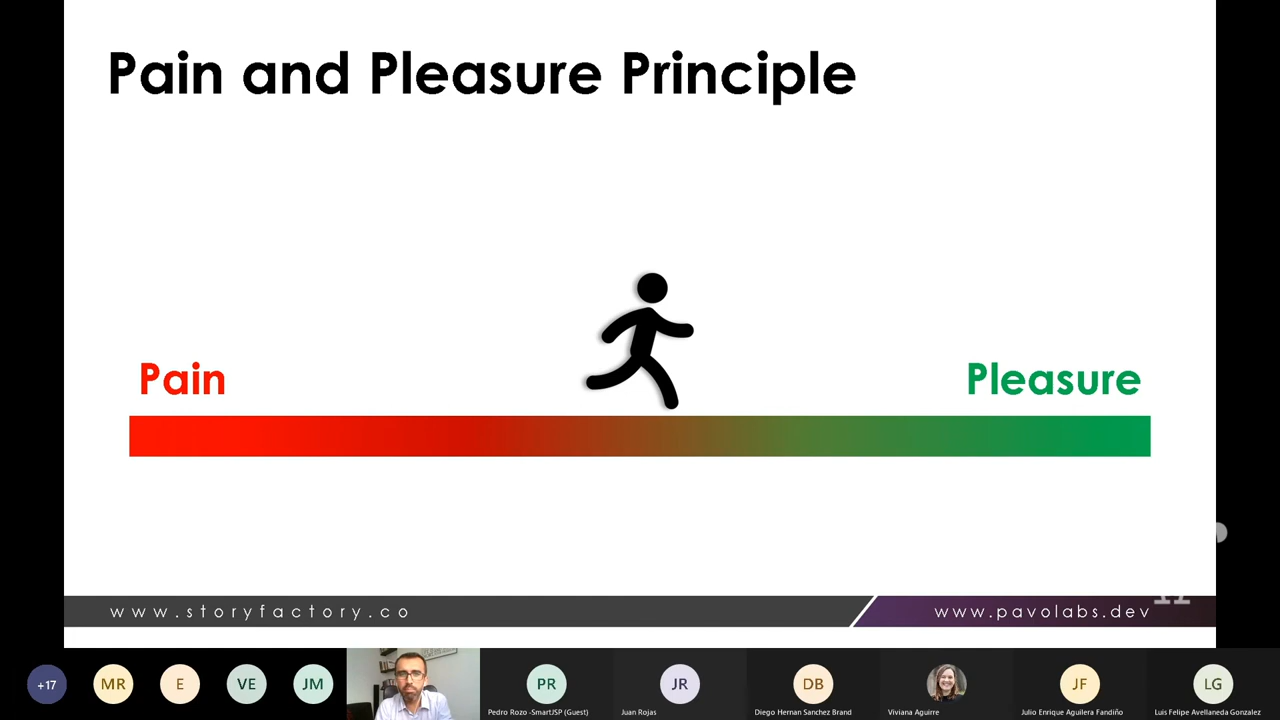 Pain and Pleasure Principle
Pain
Pleasure
www.storyfactory.co
www.pavolabs.dev
+17
MR
E
VE
JM
PR
Pedro Rozo -SmartJSP (Guest)
JR
Juan Rojas
DB
Diego Hernan Sanchez Brand
Viviana Aguirre
JF
Julio Enrique Aguilera Fandiño
LG
Luis Felipe Avellaneda Gonzalez